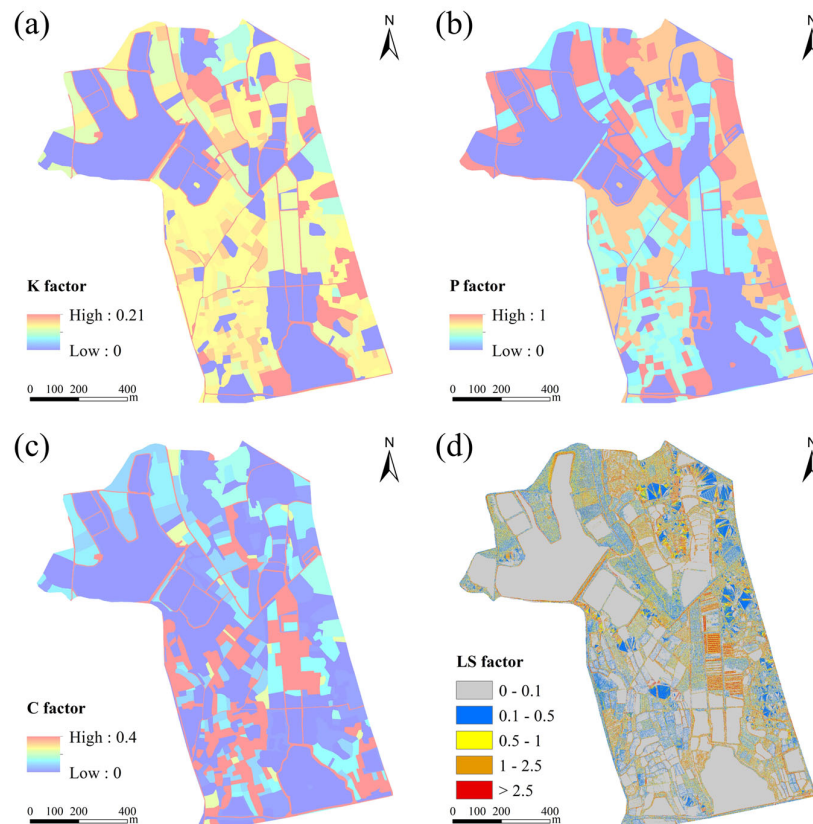 (a)
N
K factor
High : 0.21
Low : 0
0 100 200 400
m
(b)
N
P factor
High : 1
Low : 0
0 100 200 400
m
(c)
N
C factor
High : 0.4
Low : 0
0 100 200 400
m
(d)
N
LS factor
0 - 0.1
0.1 - 0.5
0.5 - 1
1 - 2.5
> 2.5
0 100 200 400
m